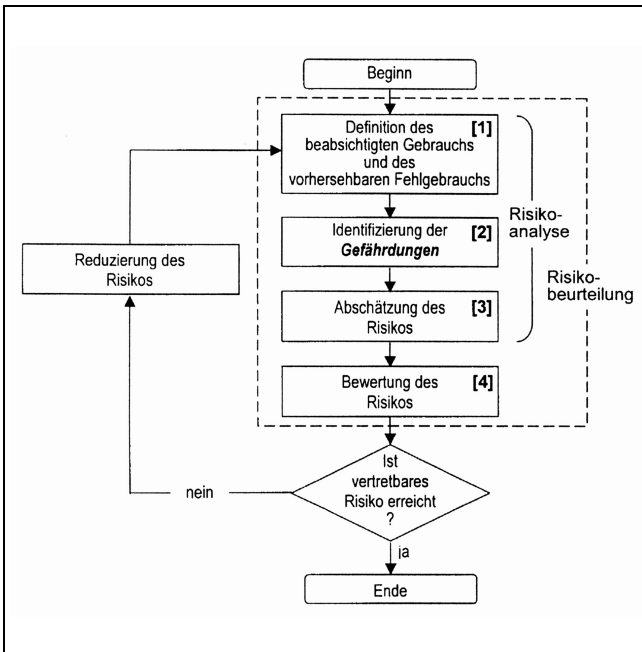 Beginn
Definition des [1]
beabsichtigten Gebrauchs
und des
vorhersehbaren Fehlgebrauchs
Identifizierung der [2]
Gefährdungen
Risiko-
analyse
Reduzierung des
Risikos
Risiko-
beurteilung
Abschätzung des [3]
Risikos
Bewertung des [4]
Risikos
Ist
vertretbares
Risiko erreicht
?
nein
ja
Ende